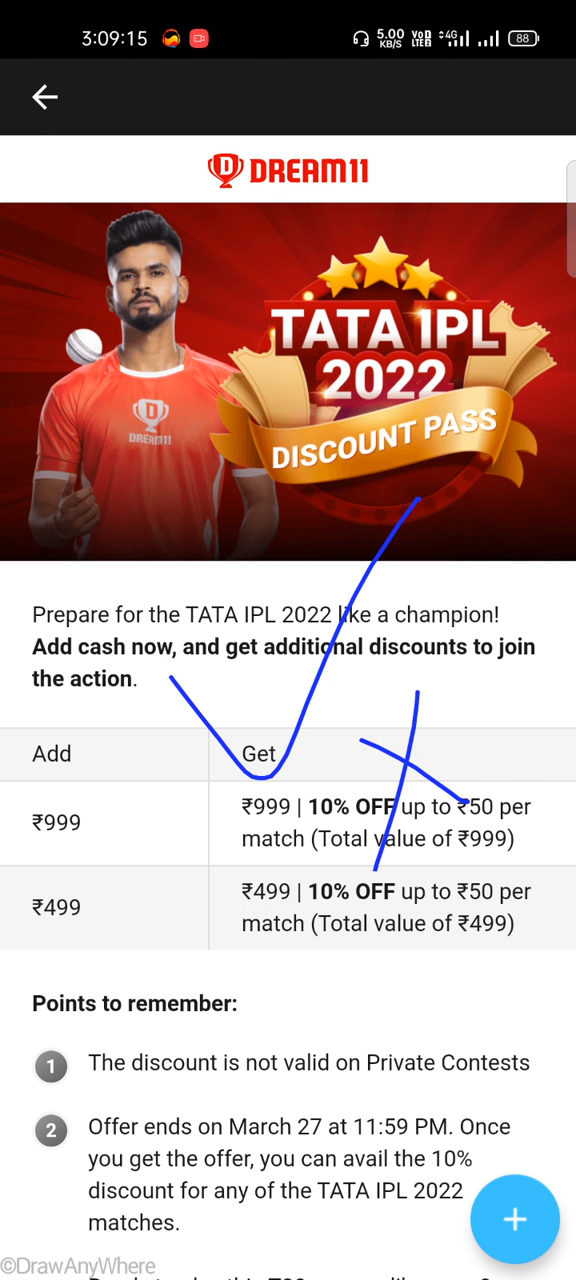 3:09:15
5.00 KB/S
VoD LTE2
4G
88
DREAM11
TATA IPL
2022
DISCOUNT PASS
D
DREAM11
Prepare for the TATA IPL 2022 like a champion!
Add cash now, and get additional discounts to join
the action.
Add Get
₹999 ₹999 | 10% OFF up to ₹50 per
match (Total value of ₹999)
₹499 ₹499 | 10% OFF up to ₹50 per
match (Total value of ₹499)
Points to remember:
1 The discount is not valid on Private Contests
2 Offer ends on March 27 at 11:59 PM. Once
you get the offer, you can avail the 10%
discount for any of the TATA IPL 2022
matches.
©DrawAnyWhere